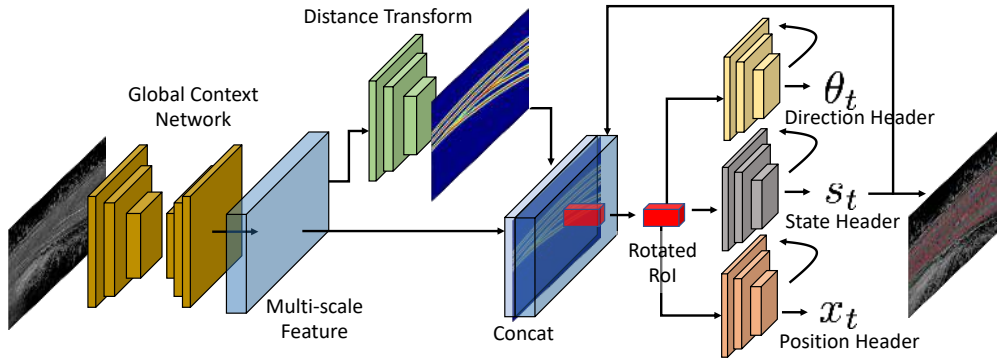 Distance Transform
Global Context
Network
θ_t
Direction Header
s_t
State Header
Rotated
RoI
Multi-scale
Feature
Concat
x_t
Position Header